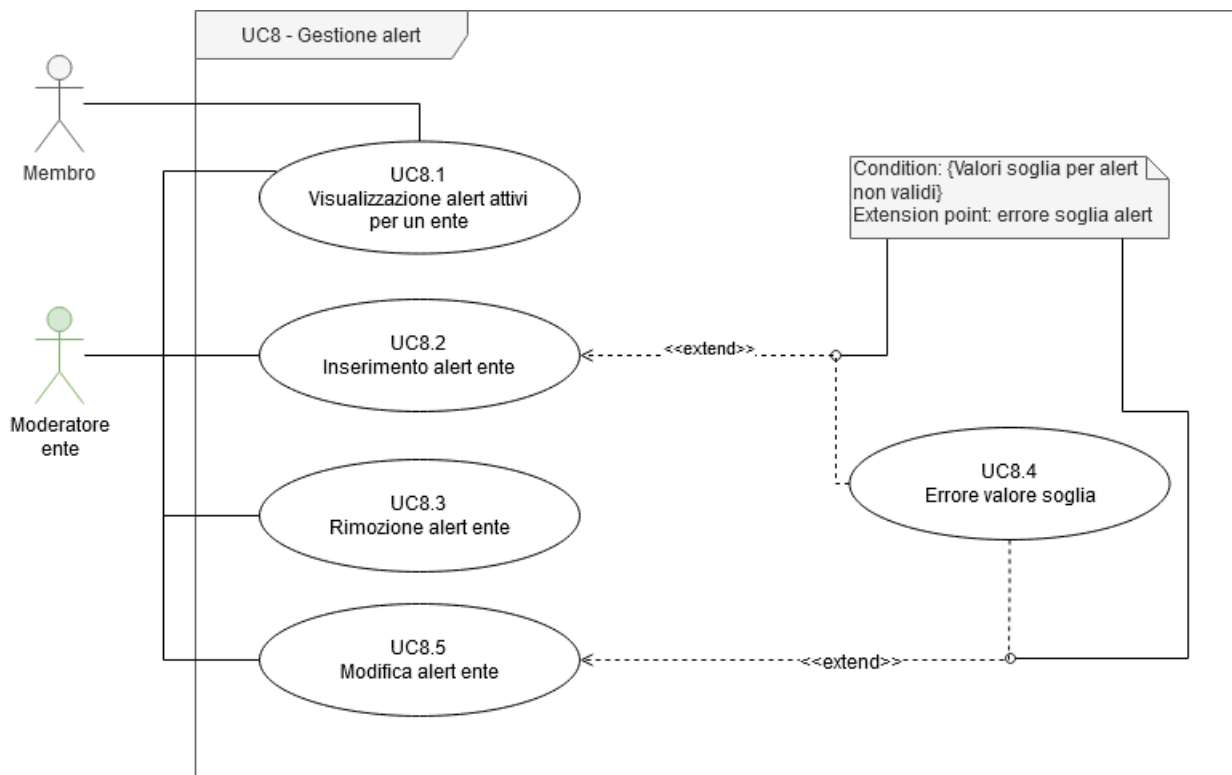 UC8 - Gestione alert
Membro
UC8.1
Visualizzazione alert attivi
per un ente
Condition: {Valori soglia per alert
non validi}
Extension point: errore soglia alert
Moderatore
ente
UC8.2
Inserimento alert ente
<<extend>>
UC8.4
Errore valore soglia
UC8.3
Rimozione alert ente
UC8.5
Modifica alert ente
<<extend>>